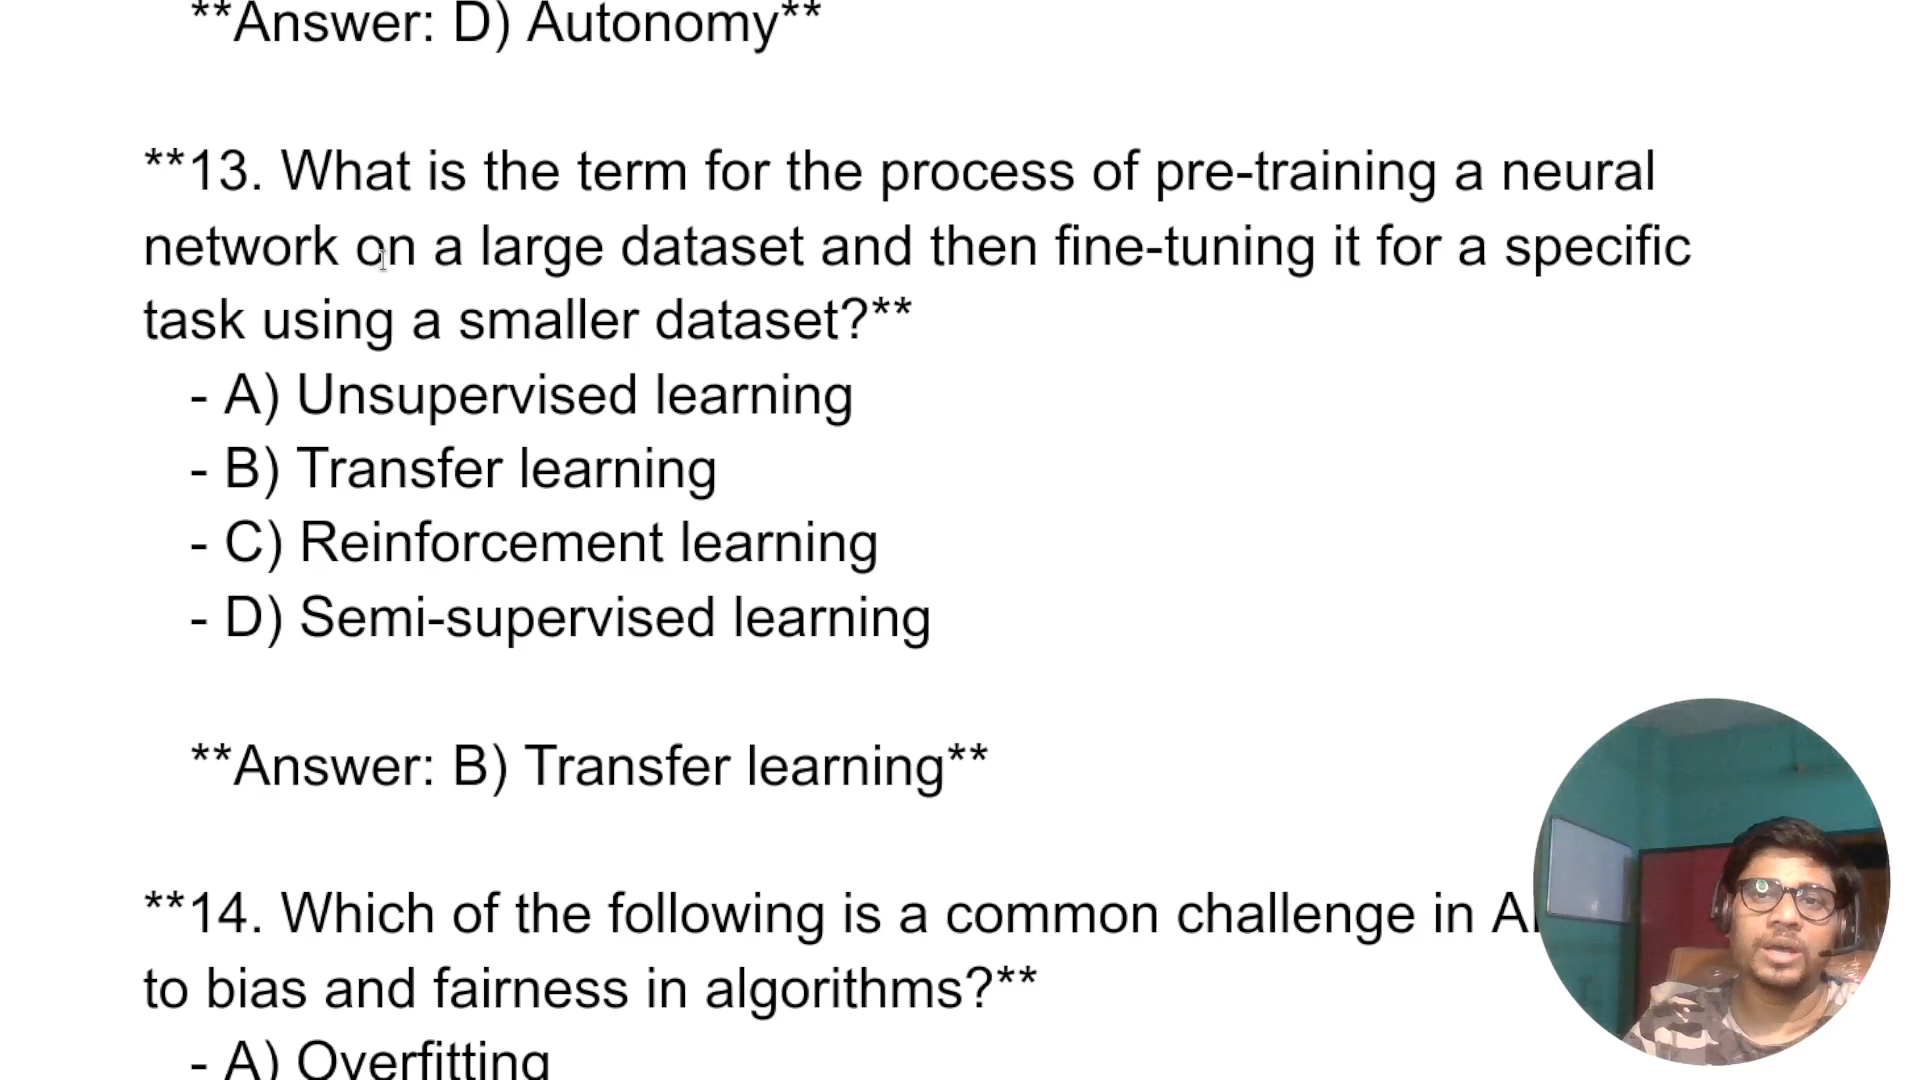 **Answer: D) Autonomy**
**13. What is the term for the process of pre-training a neural
network on a large dataset and then fine-tuning it for a specific
task using a smaller dataset?**
- A) Unsupervised learning
- B) Transfer learning
- C) Reinforcement learning
- D) Semi-supervised learning
**Answer: B) Transfer learning**
**14. Which of the following is a common challenge in AI
to bias and fairness in algorithms?**
- A) Overfitting